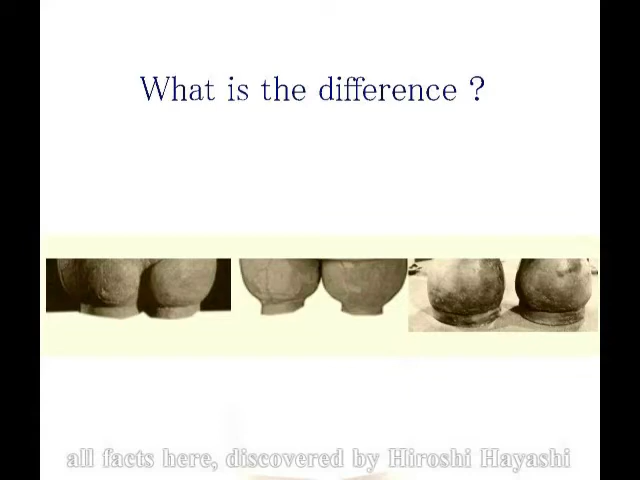 What is the difference ?
all facts here, discovered by Hiroshi Hayashi